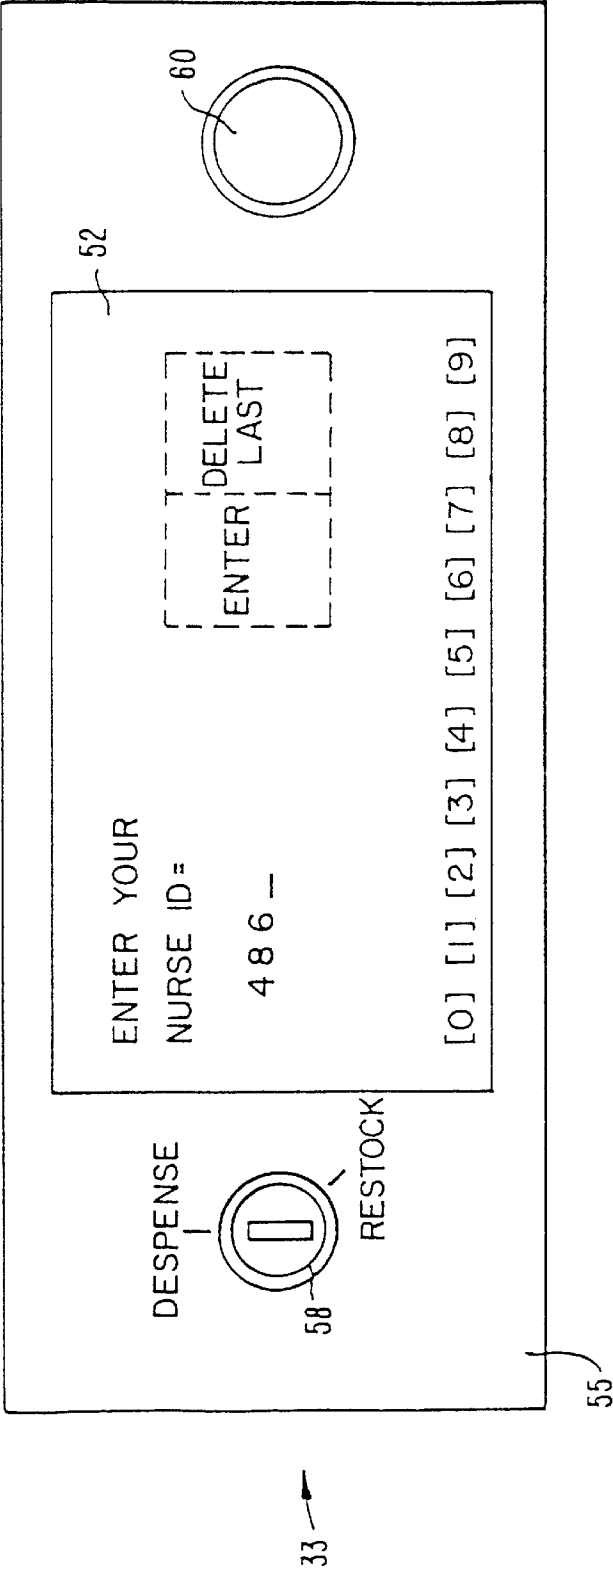 DESPENSE
RESTOCK
58
ENTER YOUR
NURSE ID=
486_
ENTER
DELETE
LAST
[0] [1] [2] [3] [4] [5] [6] [7] [8] [9]
52
60
55
33